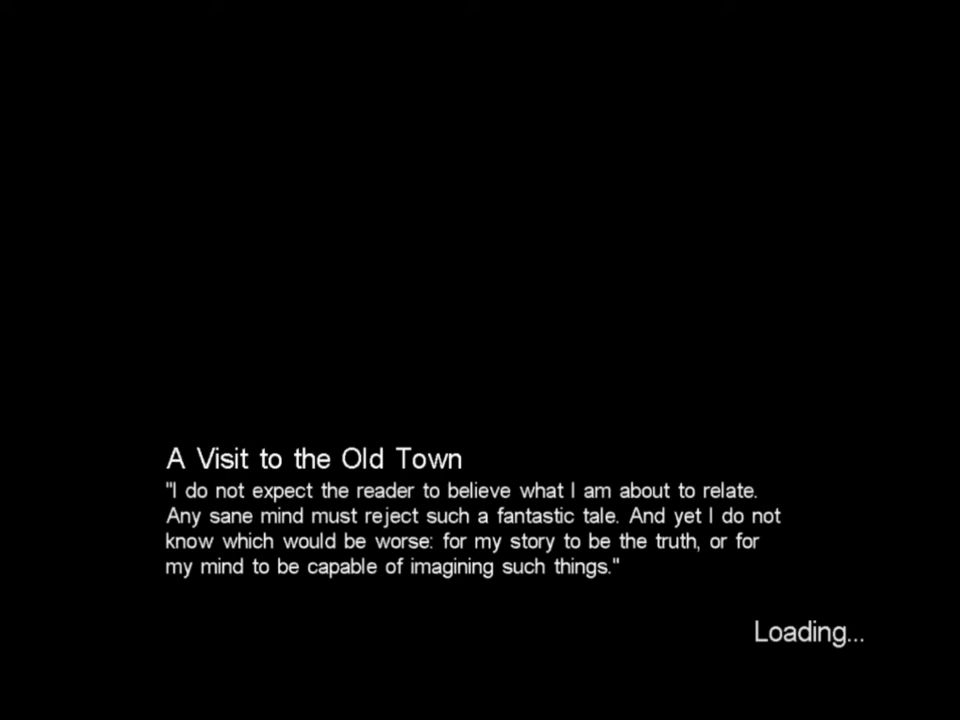 A Visit to the Old Town
"I do not expect the reader to believe what I am about to relate.
Any sane mind must reject such a fantastic tale. And yet I do not
know which would be worse: for my story to be the truth, or for
my mind to be capable of imagining such things."
Loading...